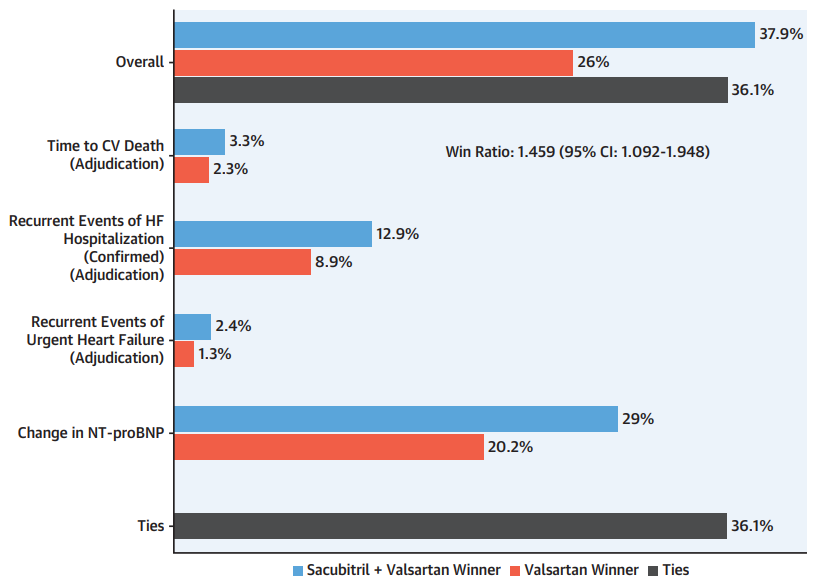 37.9%
Overall
26%
36.1%
Time to CV Death
(Adjudication)
3.3%
2.3%
Win Ratio: 1.459 (95% CI: 1.092-1.948)
Recurrent Events of HF
Hospitalization
(Confirmed)
(Adjudication)
12.9%
8.9%
Recurrent Events of
Urgent Heart Failure
(Adjudication)
2.4%
1.3%
Change in NT-proBNP
29%
20.2%
Ties
36.1%
Sacubitril + Valsartan Winner Valsartan Winner Ties